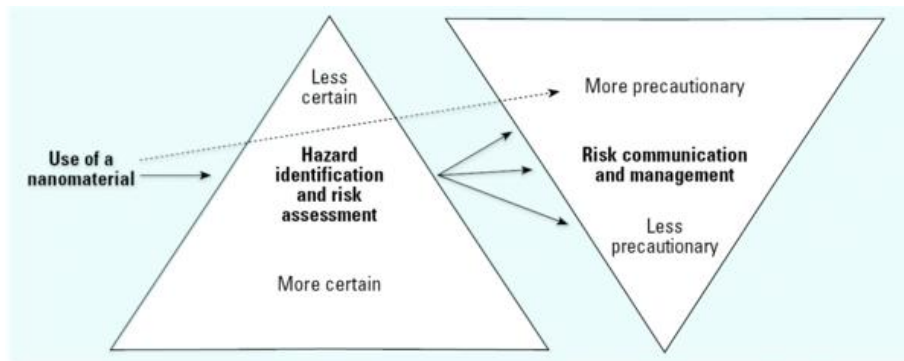 Less
certain
More precautionary
Use of a
nanomaterial
Hazard
identification
and risk
assessment
Risk communication
and management
Less
precautionary
More certain